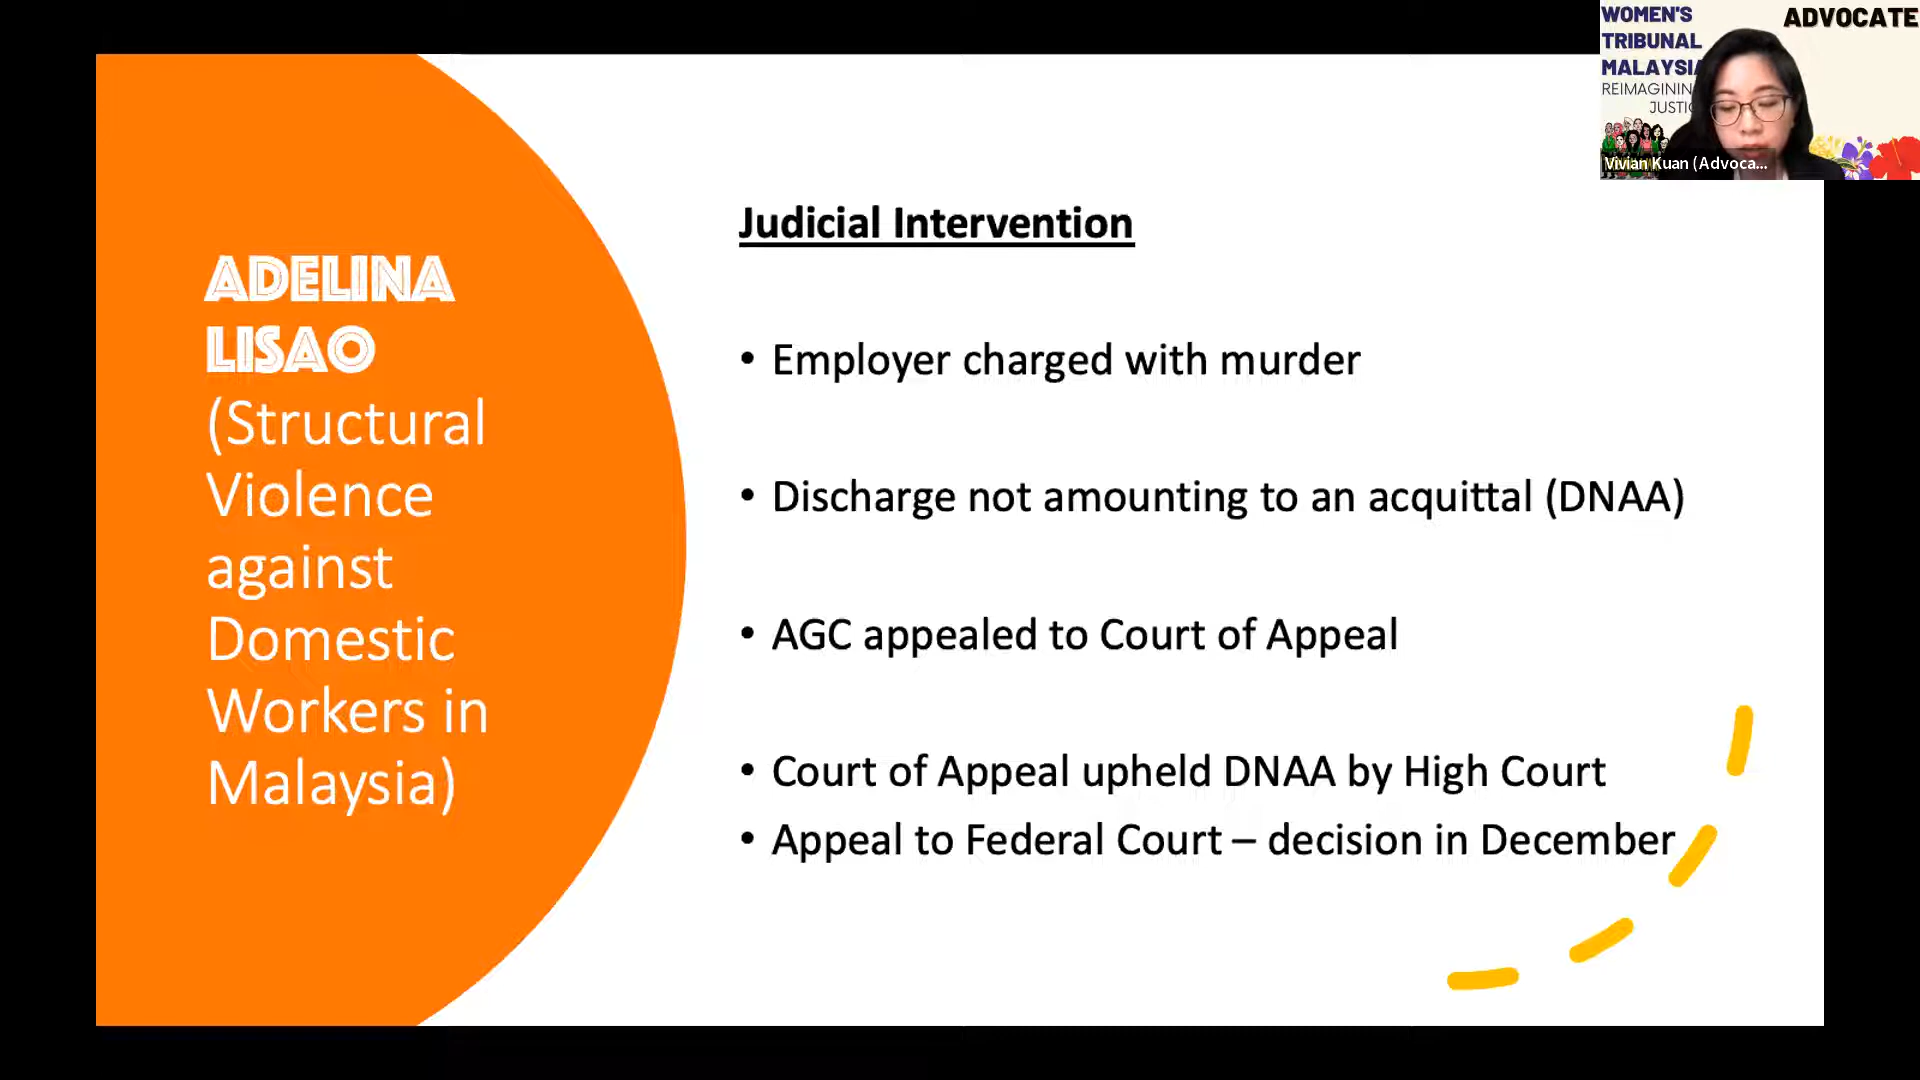 WOMEN'S
TRIBUNAL
MALAYSIA
REIMAGININ
JUSTIC
ADVOCATE
Vivian Kuan (Advoca...
ADELINA
LISAO
(Structural
Violence
against
Domestic
Workers in
Malaysia)
Judicial Intervention
• Employer charged with murder
• Discharge not amounting to an acquittal (DNAA)
• AGC appealed to Court of Appeal
• Court of Appeal upheld DNAA by High Court
• Appeal to Federal Court – decision in December